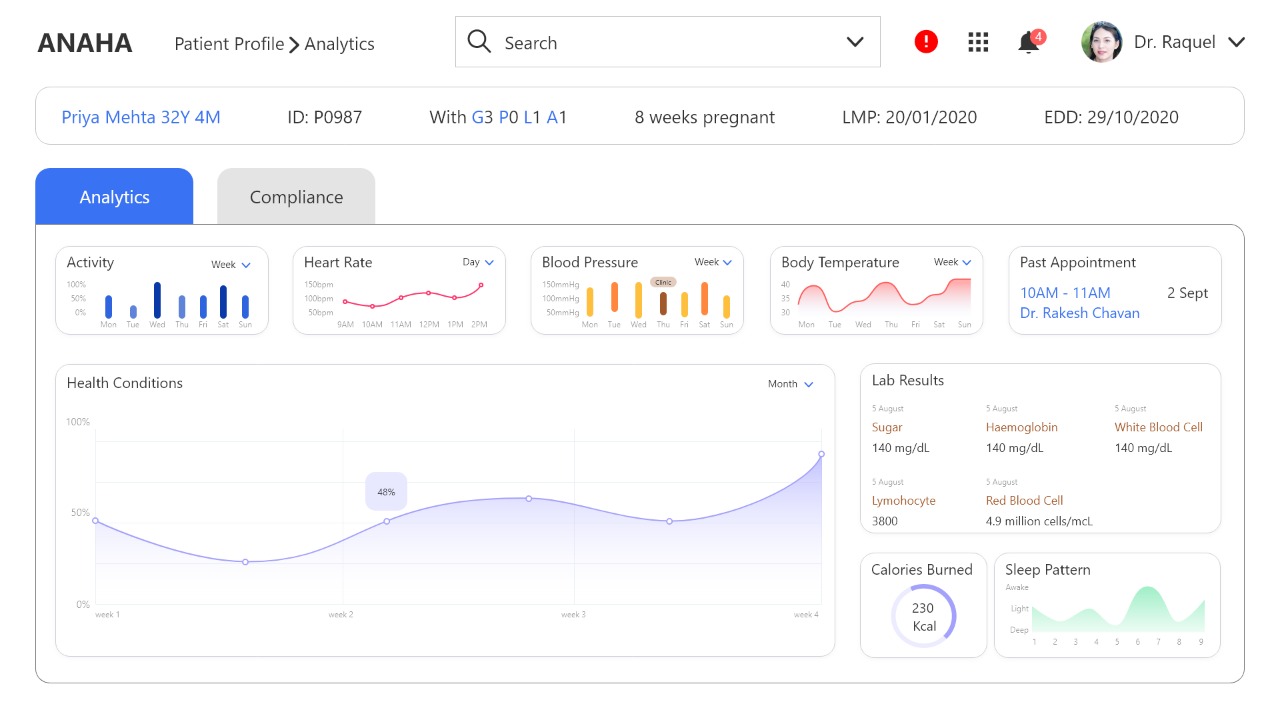 ANAHA
Patient Profile > Analytics
Search
!
4
Dr. Raquel
Priya Mehta 32Y 4M
ID: P0987
With G3 P0 L1 A1
8 weeks pregnant
LMP: 20/01/2020
EDD: 29/10/2020
Analytics
Compliance
Activity
Week
100%
50%
0%
Mon Tue Wed Thu Fri Sat Sun
Heart Rate
Day
150bpm
100bpm
50bpm
9AM 10AM 11AM 12PM 1PM 2PM
Blood Pressure
Week
Clinic
150mmHg
100mmHg
50mmHg
Mon Tue Wed Thu Fri Sat Sun
Body Temperature
Week
40
35
30
Mon Tue Wed Thu Fri Sat Sun
Past Appointment
10AM - 11AM
2 Sept
Dr. Rakesh Chavan
Health Conditions
Month
100%
48%
50%
0%
week 1 week 2 week 3 week 4
Lab Results
5 August 5 August 5 August
Sugar Haemoglobin White Blood Cell
140 mg/dL 140 mg/dL 140 mg/dL
5 August 5 August
Lymohocyte Red Blood Cell
3800 4.9 million cells/mcL
Calories Burned
230
Kcal
Sleep Pattern
Awake
Light
Deep
1 2 3 4 5 6 7 8 9